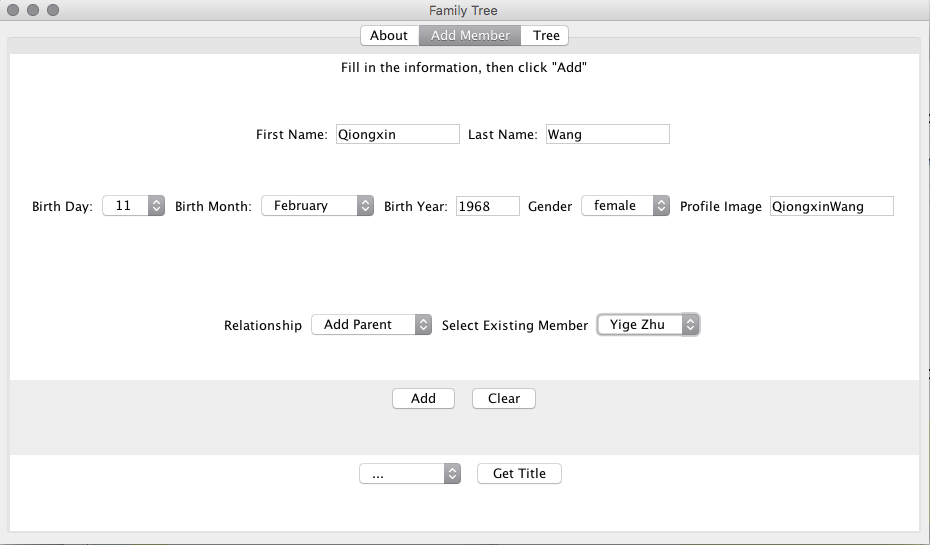 Family Tree
About Add Member Tree
Fill in the information, then click "Add"
First Name: Qiongxin Last Name: Wang
Birth Day: 11 Birth Month: February Birth Year: 1968 Gender female Profile Image QiongxinWang
Relationship Add Parent Select Existing Member Yige Zhu
Add Clear
... Get Title